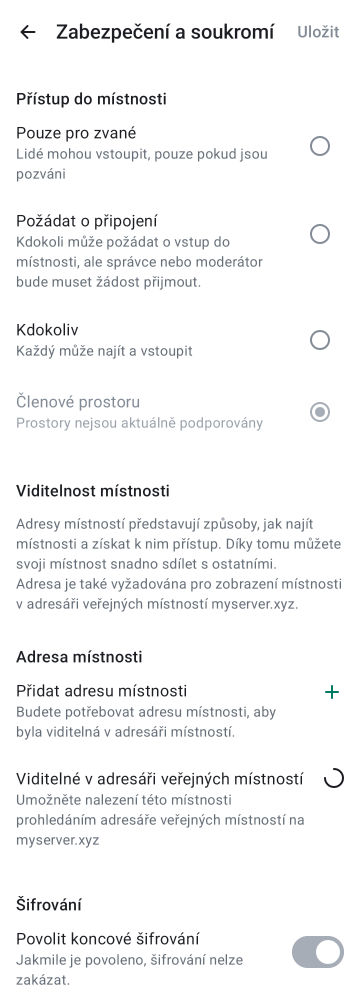 Zabezpečení a soukromí
Uložit
Přístup do místnosti
Pouze pro zvané
Lidé mohou vstoupit, pouze pokud jsou
pozváni
Požádat o připojení
Kdokoli může požádat o vstup do
místnosti, ale správce nebo moderátor
bude muset žádost přijmout.
Kdokoliv
Každý může najít a vstoupit
Členové prostoru
Prostory nejsou aktuálně podporovány
Viditelnost místnosti
Adresy místností představují způsoby, jak najít
místnosti a získat k nim přístup. Díky tomu můžete
svoji místnost snadno sdílet s ostatními.
Adresa je také vyžadována pro zobrazení místnosti
v adresáři veřejných místností myserver.xyz.
Adresa místnosti
Přidat adresu místnosti
Budete potřebovat adresu místnosti, aby
byla viditelná v adresáři místností.
Viditelné v adresáři veřejných místností
Umožněte nalezení této místnosti
prohledáním adresáře veřejných místností na
myserver.xyz
Šifrování
Povolit koncové šifrování
Jakmile je povoleno, šifrování nelze
zakázat.